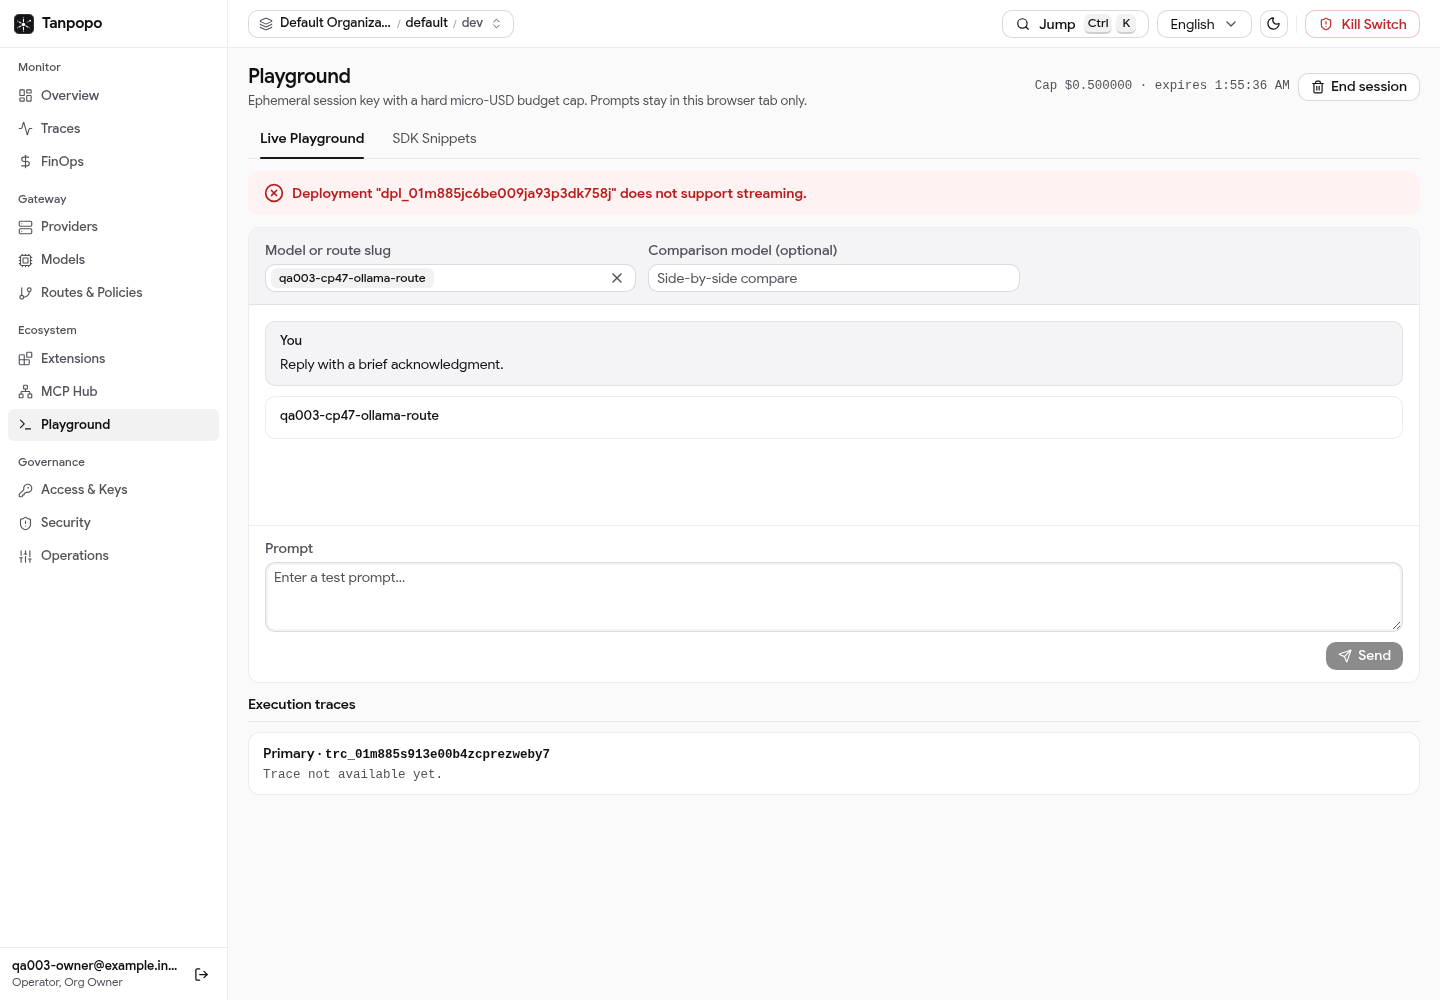 Tanpopo
Default Organiza... / default / dev
Jump Ctrl K
English
Kill Switch
Monitor
Overview
Traces
FinOps
Gateway
Providers
Models
Routes & Policies
Ecosystem
Extensions
MCP Hub
Playground
Governance
Access & Keys
Security
Operations
qa003-owner@example.in...
Operator, Org Owner
Playground
Ephemeral session key with a hard micro-USD budget cap. Prompts stay in this browser tab only.
Cap $0.500000 · expires 1:55:36 AM
End session
Live Playground
SDK Snippets
Deployment "dpl_01m885jc6be009ja93p3dk758j" does not support streaming.
Model or route slug
qa003-cp47-ollama-route
Comparison model (optional)
Side-by-side compare
You
Reply with a brief acknowledgment.
qa003-cp47-ollama-route
Prompt
Enter a test prompt...
Send
Execution traces
Primary · trc_01m885s913e00b4zcprezweby7
Trace not available yet.